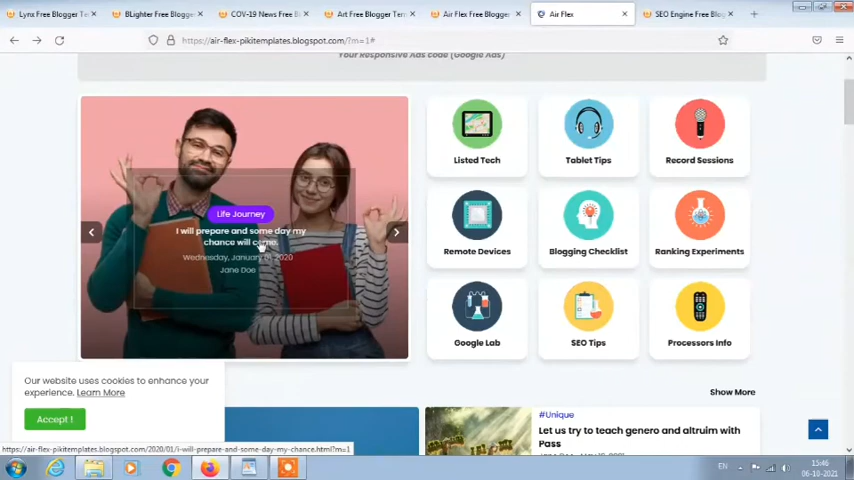 Lynx Free Blogger Te
BLighter Free Blogge
COV-19 News Free B
Art Free Blogger Tem
Air Flex Free Blogger
Air Flex
SEO Engine Free Blog
https://air-flex-pikitemplates.blogspot.com/?m=1#
Your Responsive Ads code (Google Ads)
Life Journey
I will prepare and some day my
chance will come.
Wednesday, January 01, 2020
Jane Doe
Listed Tech
Tablet Tips
Record Sessions
Remote Devices
Blogging Checklist
Ranking Experiments
Google Lab
SEO Tips
Processors Info
Our website uses cookies to enhance your
experience. Learn More
Accept !
Show More
#Unique
Let us try to teach genero and altruim with
Pass
https://air-flex-pikitemplates.blogspot.com/2020/01/i-will-prepare-and-some-day-my-chance.html?m=1
EN
15:46
06-10-2021